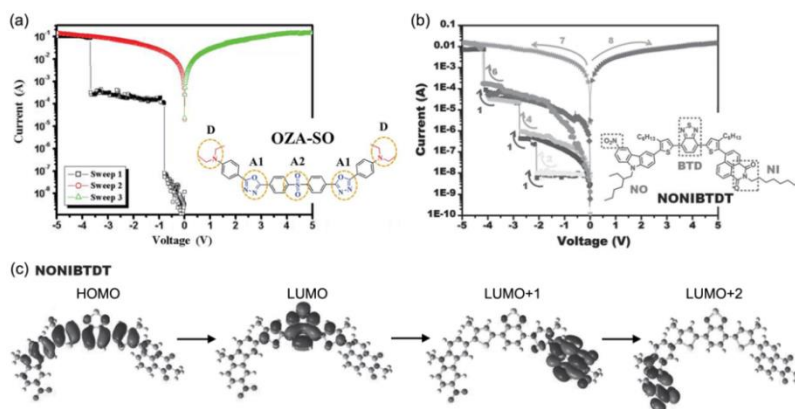 (a)
Current (A)
10⁻¹
10⁻²
10⁻³
10⁻⁴
10⁻⁵
10⁻⁶
10⁻⁷
10⁻⁸
D
OZA-SO
D
A1
A2
A1
N-N
O
O
S
O
O
N-N
Sweep 1
Sweep 2
Sweep 3
-5 -4 -3 -2 -1 0 1 2 3 4 5
Voltage (V)
(b)
Current (A)
0.1
0.01
1E-3
1E-4
1E-5
1E-6
1E-7
1E-8
1E-9
1E-10
7
8
6
1
1
4
1
1
C₆H₁₃
C₆H₁₃
O₂N
NO
BTD
NI
NONIBTDT
-5 -4 -3 -2 -1 0 1 2 3 4 5
Voltage (V)
(c) NONIBTDT
HOMO
LUMO
LUMO+1
LUMO+2